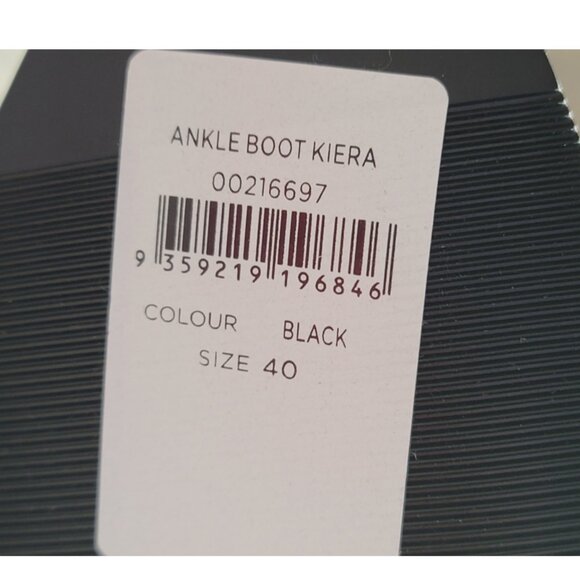 ANKLE BOOT KIERA
00216697
9 359219 196846
COLOUR BLACK
SIZE 40